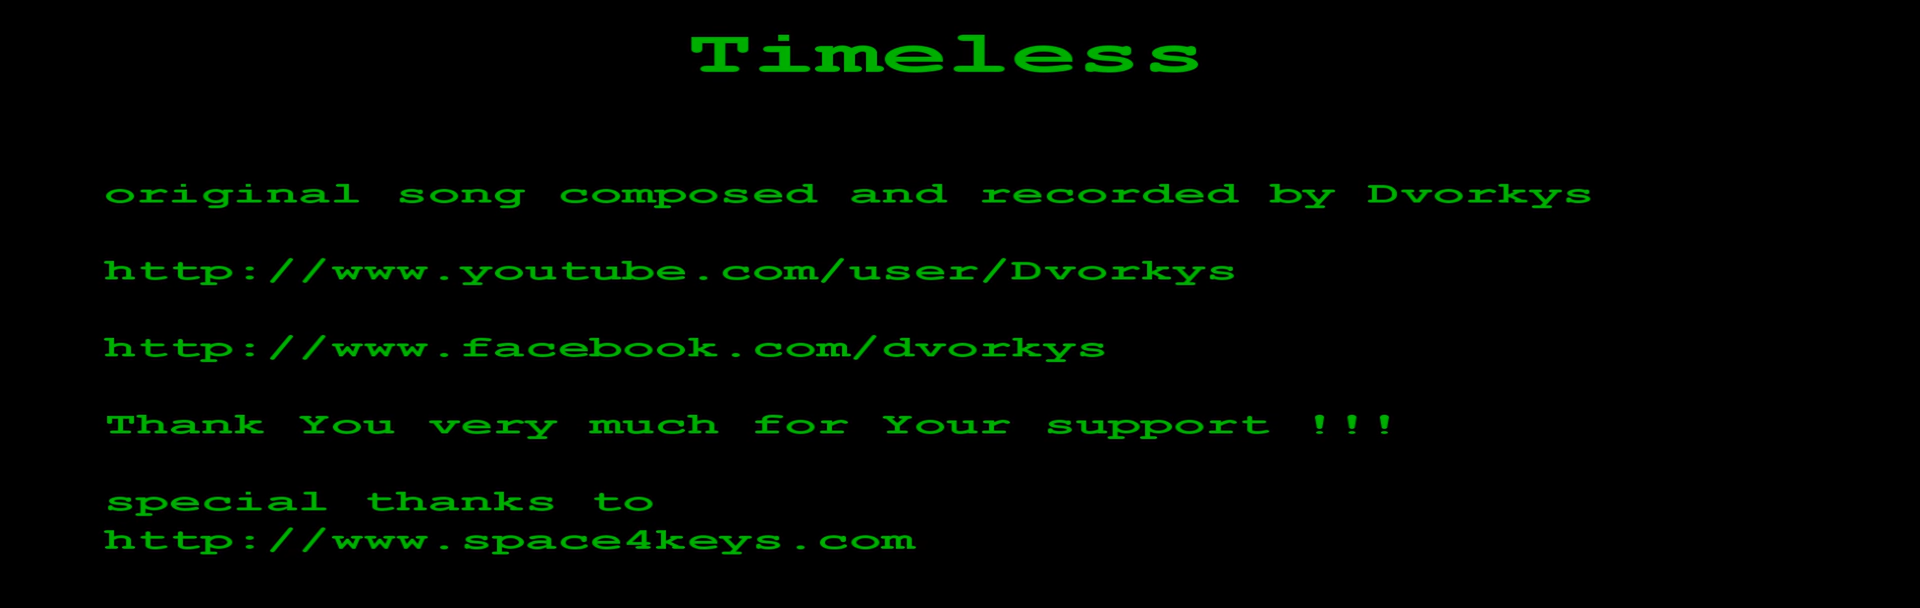 Timeless
original song composed and recorded by Dvorkys
http://www.youtube.com/user/Dvorkys
http://www.facebook.com/dvorkys
Thank You very much for Your support !!!
special thanks to
http://www.space4keys.com